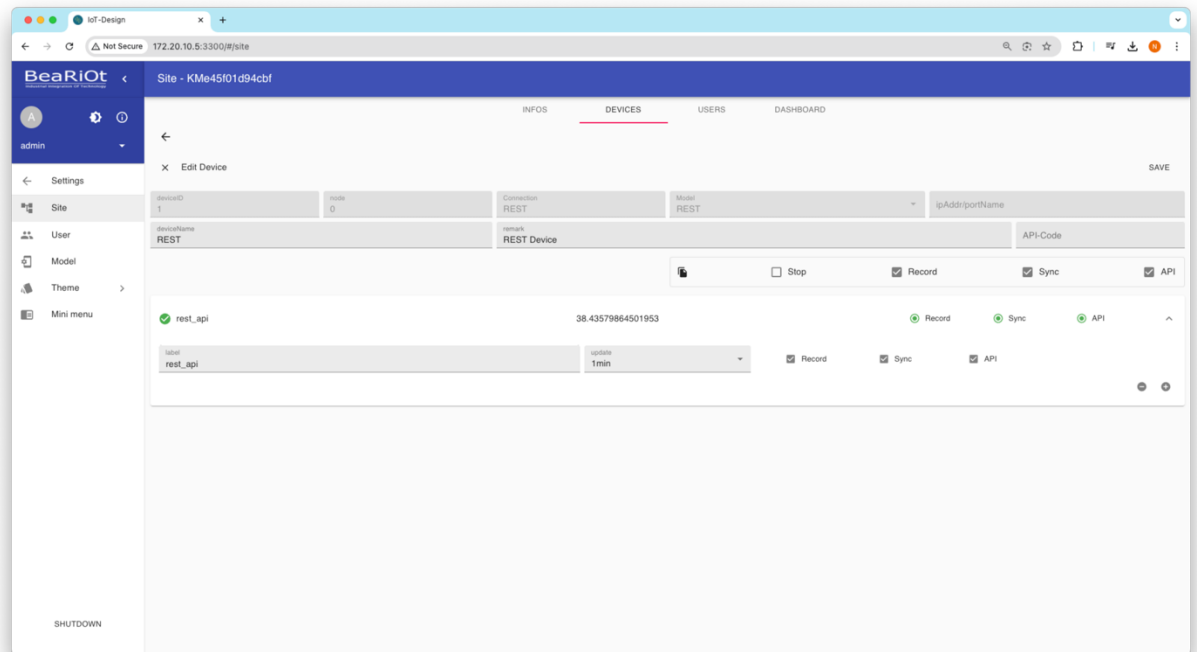 IoT-Design
Not Secure 172.20.10.5:3300/#/site
N
BeaRiOt
Industrial Integration Of Technology
Site - KMe45f01d94cbf
A
admin
Settings
Site
User
Model
Theme
Mini menu
SHUTDOWN
INFOS DEVICES USERS DASHBOARD
Edit Device SAVE
deviceID node Connection Model
1 0 REST REST ipAddr/portName
deviceName remark
REST REST Device API-Code
Stop Record Sync API
rest_api 38.43579864501953 Record Sync API
label update
rest_api 1min Record Sync API